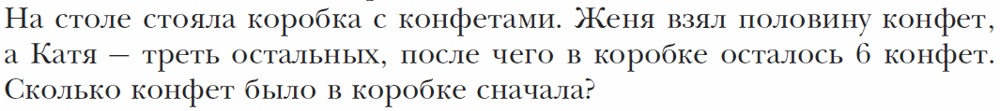 На столе стояла коробка с конфетами. Женя взял половину конфет,
а Катя – треть остальных, после чего в коробке осталось 6 конфет.
Сколько конфет было в коробке сначала?